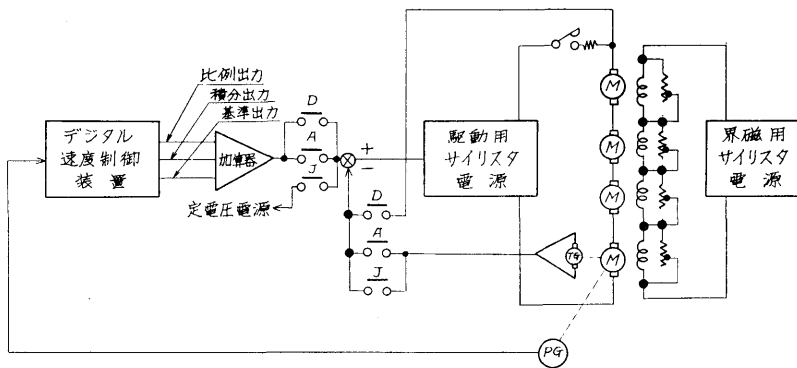 比例出力
積分出力
基準出力
デジタル
速度制御
装置
加算器
D
A
J
定電圧電源
+
−
D
A
J
駆動用
サイリスタ
電源
TG
M
M
M
M
PG
界磁用
サイリスタ
電源